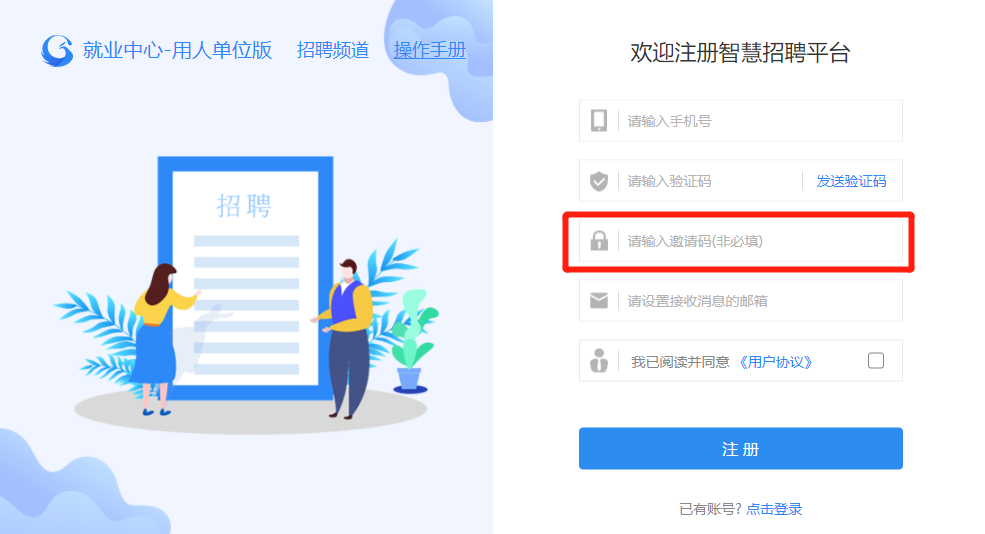 就业中心-用人单位版 招聘频道 操作手册
招聘
欢迎注册智慧招聘平台
请输入手机号
请输入验证码 发送验证码
请输入邀请码(非必填)
请设置接收消息的邮箱
我已阅读并同意 《用户协议》
注 册
已有账号? 点击登录